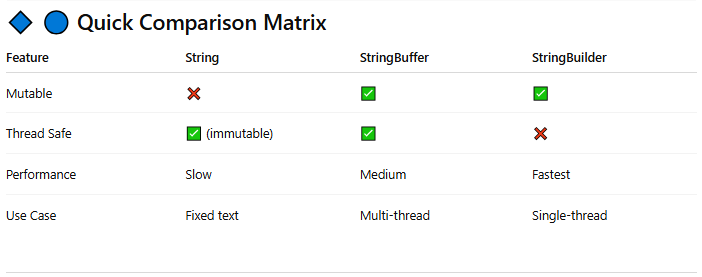 Quick Comparison Matrix
Feature String StringBuffer StringBuilder
Mutable ❌ ✅ ✅
Thread Safe ✅ (immutable) ✅ ❌
Performance Slow Medium Fastest
Use Case Fixed text Multi-thread Single-thread